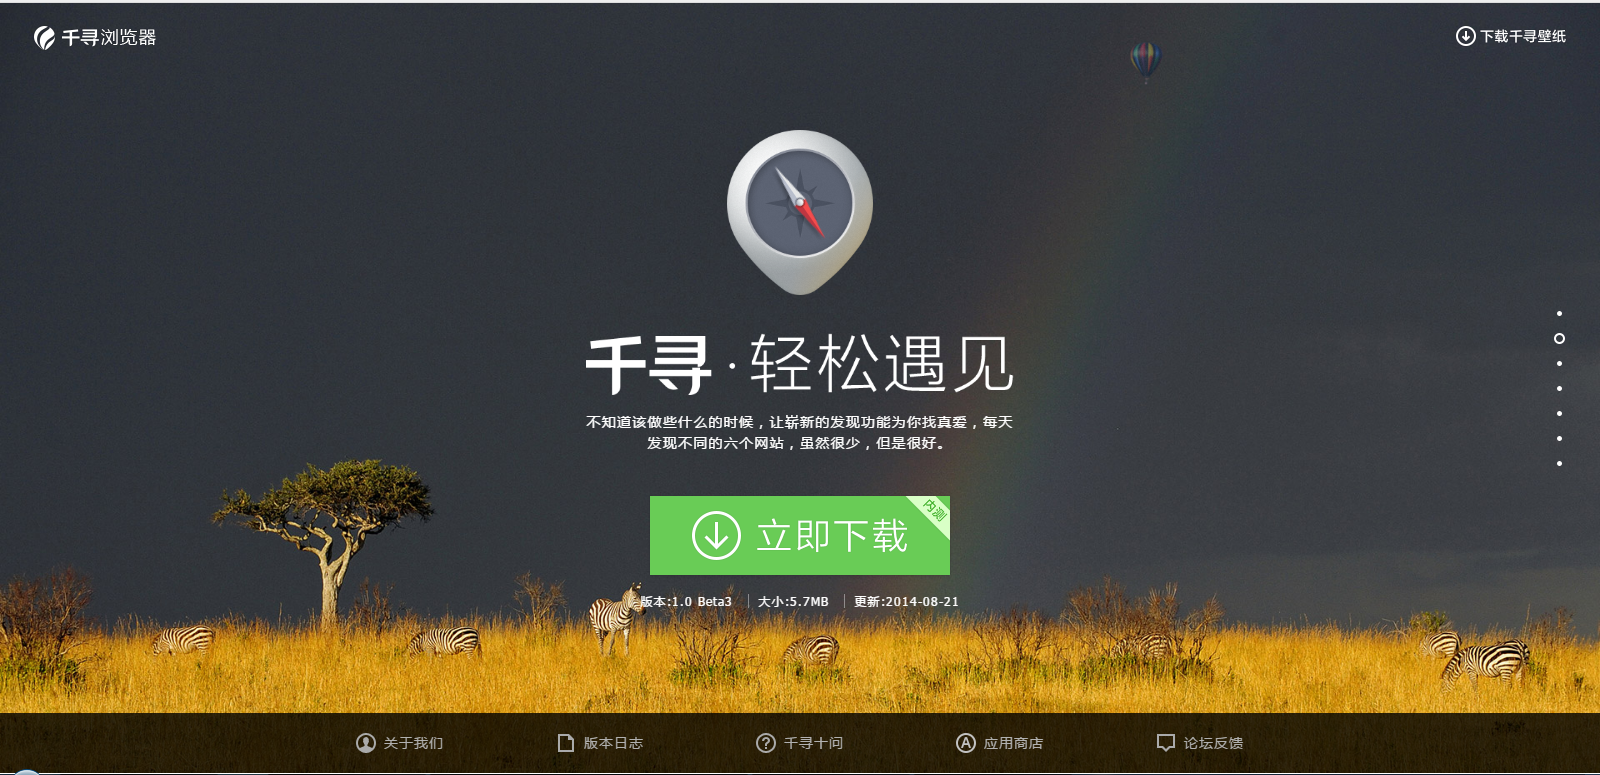 千寻浏览器
下载千寻壁纸
千寻·轻松遇见
不知道该做些什么的时候，让崭新的发现功能为你找真爱，每天
发现不同的六个网站，虽然很少，但是很好。
立即下载
内测
版本:1.0 Beta3 大小:5.7MB 更新:2014-08-21
关于我们 版本日志 千寻十问 应用商店 论坛反馈